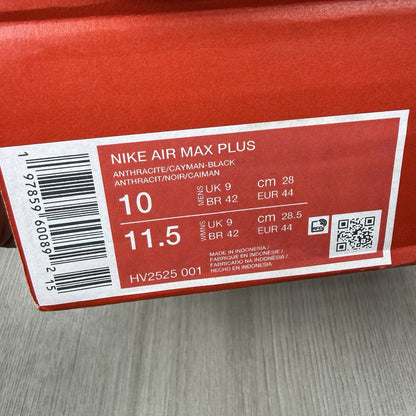 NIKE AIR MAX PLUS
ANTHRACITE/CAYMAN-BLACK
ANTHRACIT/NOIR/CAIMAN
10 MENS UK 9 cm 28
BR 42 EUR 44
11.5 WMNS UK 9 cm 28.5
BR 42 EUR 44
MADE IN INDONESIA /
FABRIQUE EN INDONÉSIE /
FABRICADO NA INDONÉSIA /
HECHO EN INDONESIA
HV2525 001
1 97859 60089 2 15